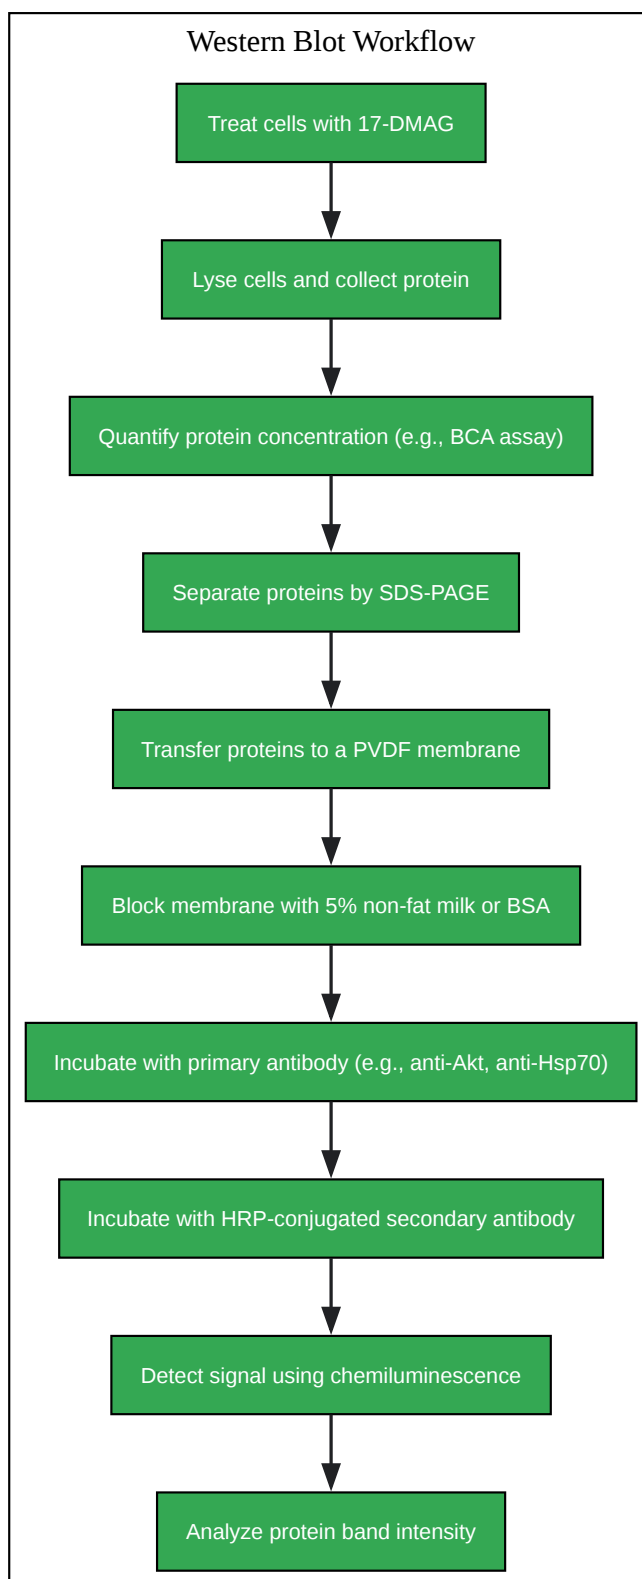 Western Blot Workflow
Treat cells with 17-DMAG
Lyse cells and collect protein
Quantify protein concentration (e.g., BCA assay)
Separate proteins by SDS-PAGE
Transfer proteins to a PVDF membrane
Block membrane with 5% non-fat milk or BSA
Incubate with primary antibody (e.g., anti-Akt, anti-Hsp70)
Incubate with HRP-conjugated secondary antibody
Detect signal using chemiluminescence
Analyze protein band intensity